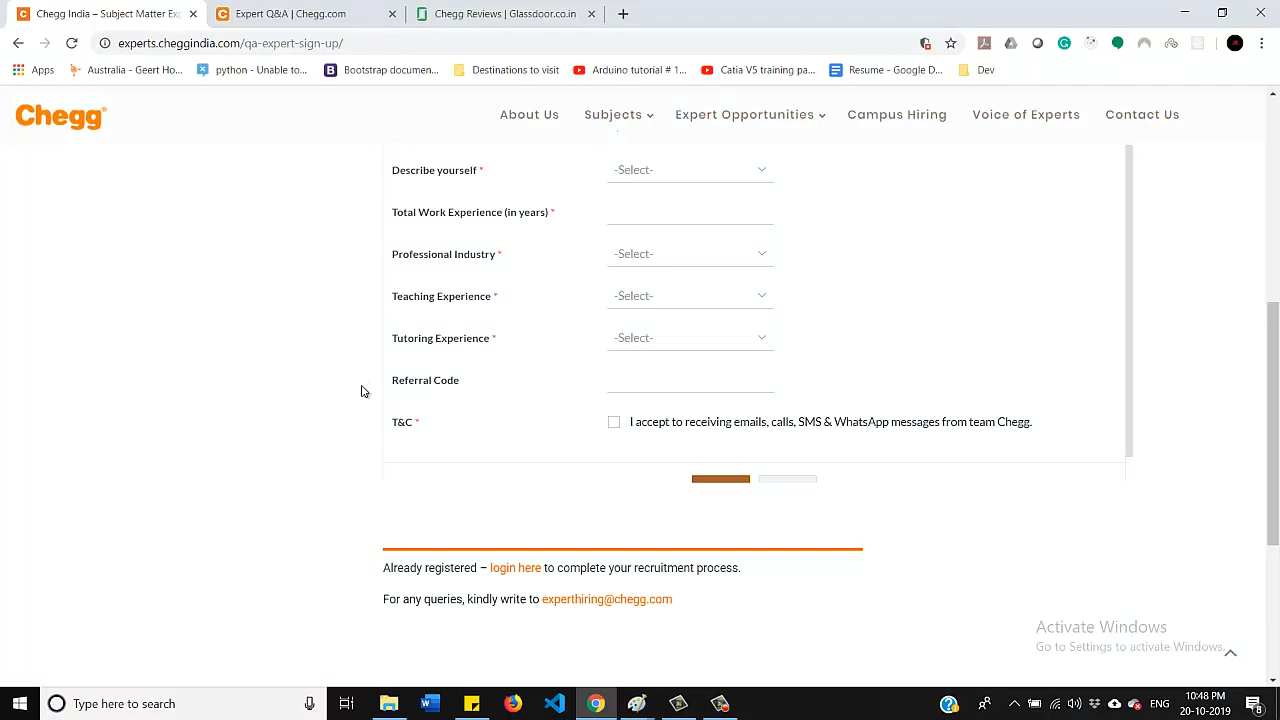 Chegg India – Subject Matter Exp
Expert Q&A | Chegg.com
Chegg Reviews | Glassdoor.co.in
experts.cheggindia.com/qa-expart-sign-up/
Apps
Australia - Geert Ho...
python - Unable to...
Bootstrap documen...
Destinations to visit
Arduino tutorial # 1...
Catia V5 training pa...
Resume - Google D...
Dev
Chegg®
About Us
Subjects
Expert Opportunities
Campus Hiring
Voice of Experts
Contact Us
Describe yourself *
-Select-
Total Work Experience (in years) *
Professional Industry *
-Select-
Teaching Experience *
-Select-
Tutoring Experience *
-Select-
Referral Code
T&C *
I accept to receiving emails, calls, SMS & WhatsApp messages from team Chegg.
Already registered – login here to complete your recruitment process.
For any queries, kindly write to experthiring@chegg.com
Activate Windows
Go to Settings to activate Windows.
Type here to search
ENG
10:48 PM
20-10-2019
8